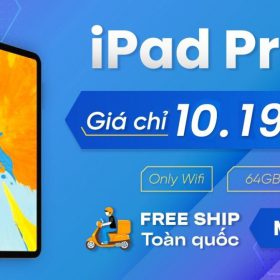 iPad Pr
Giá chỉ 10.19
Only Wifi 64GB
FREE SHIP
Toàn quốc